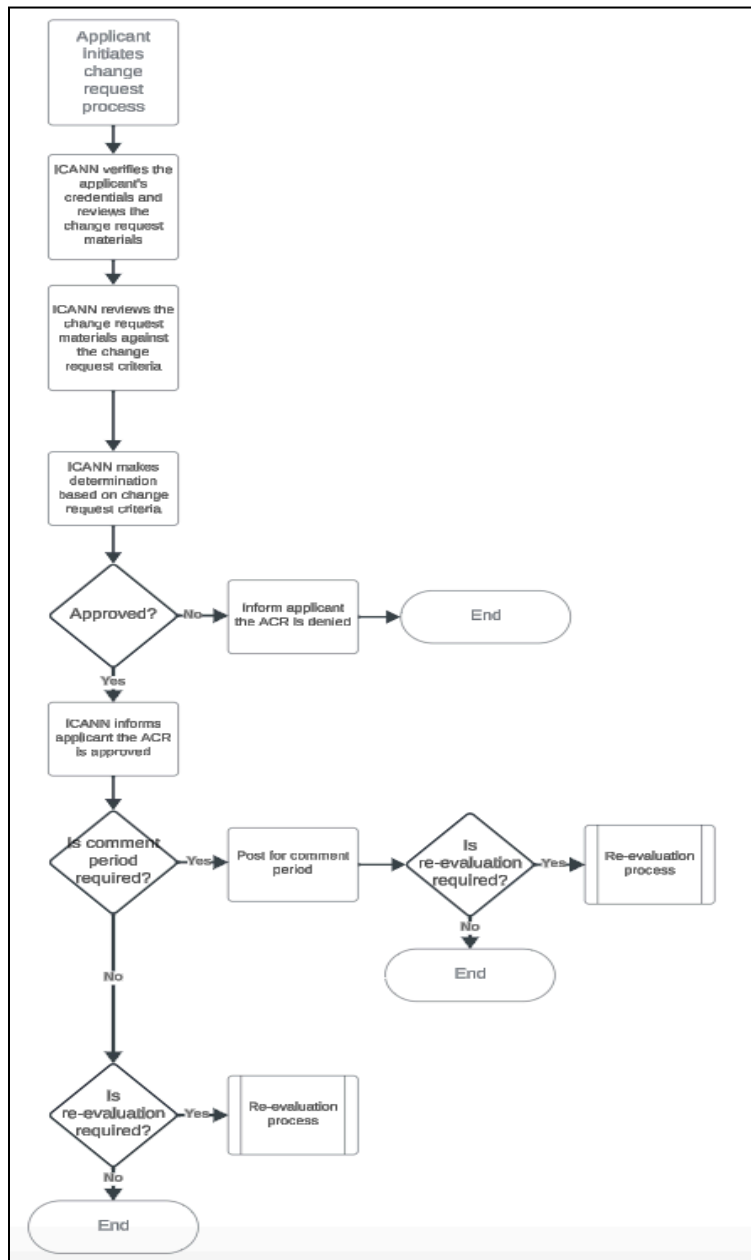 Applicant
initiates
change
request
process
ICANN verifies the
applicant's
credentials and
reviews the
change request
materials
ICANN reviews the
change request
materials against
the change
request criteria
ICANN makes
determination
based on change
request criteria
Approved?
No
Inform applicant
the ACR is denied
End
Yes
ICANN informs
applicant the ACR
is approved
Is comment
period
required?
Yes
Post for comment
period
Is
re-evaluation
required?
Yes
Re-evaluation
process
No
End
No
Is
re-evaluation
required?
Yes
Re-evaluation
process
No
End